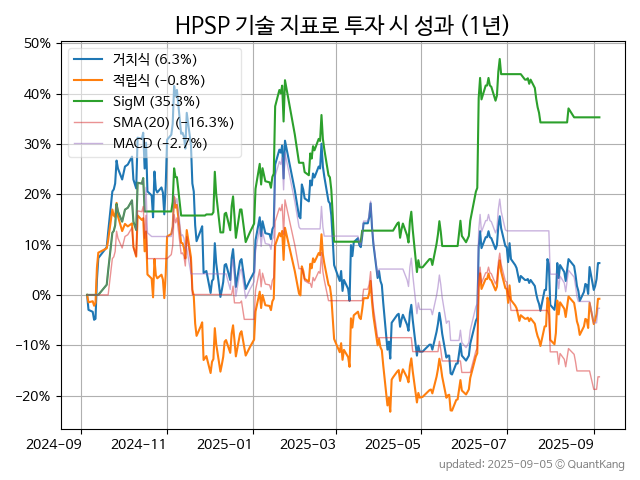 HPSP 기술 지표로 투자 시 성과 (1년)
50%
40%
30%
20%
10%
0%
−10%
−20%
거치식 (6.3%)
적립식 (−0.8%)
SigM (35.3%)
SMA(20) (−16.3%)
MACD (−2.7%)
2024-09 2024-11 2025-01 2025-03 2025-05 2025-07 2025-09
updated: 2025-09-05 © QuantKang